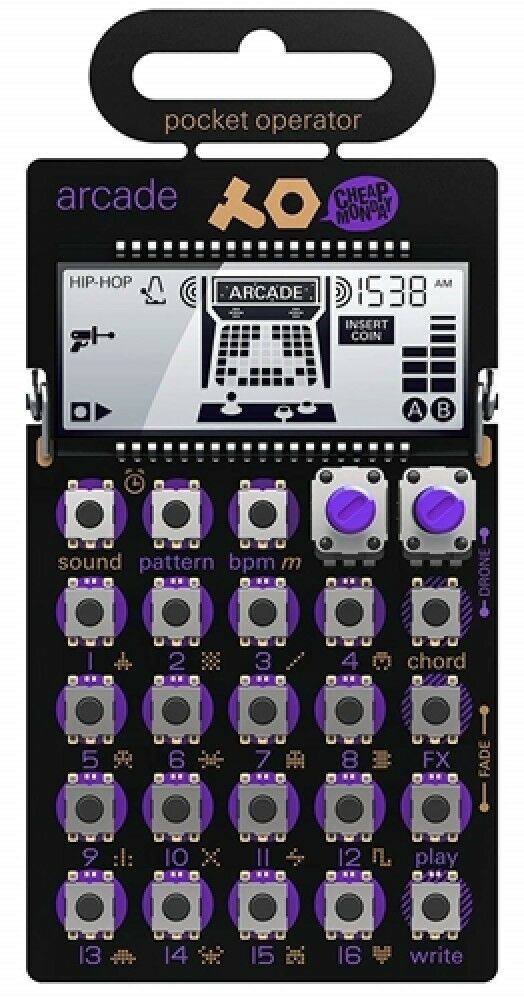 pocket operator
arcade
CHEAP
MONDAY
HIP-HOP
ARCADE
1538 AM
INSERT
COIN
A B
sound pattern bpm m
DRONE
1 2 3 4 chord
5 6 7 8 FX
FADE
9 10 11 12 play
13 14 15 16 write